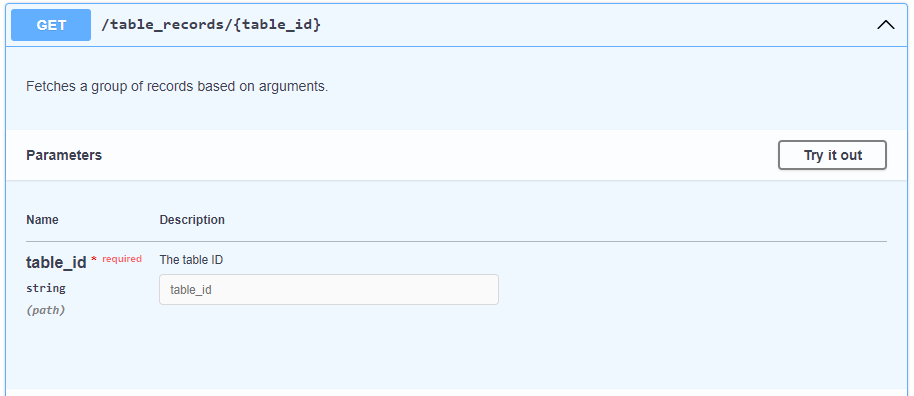 GET /table_records/{table_id}
Fetches a group of records based on arguments.
Parameters Try it out
Name Description
table_id * required The table ID
string table_id
(path)